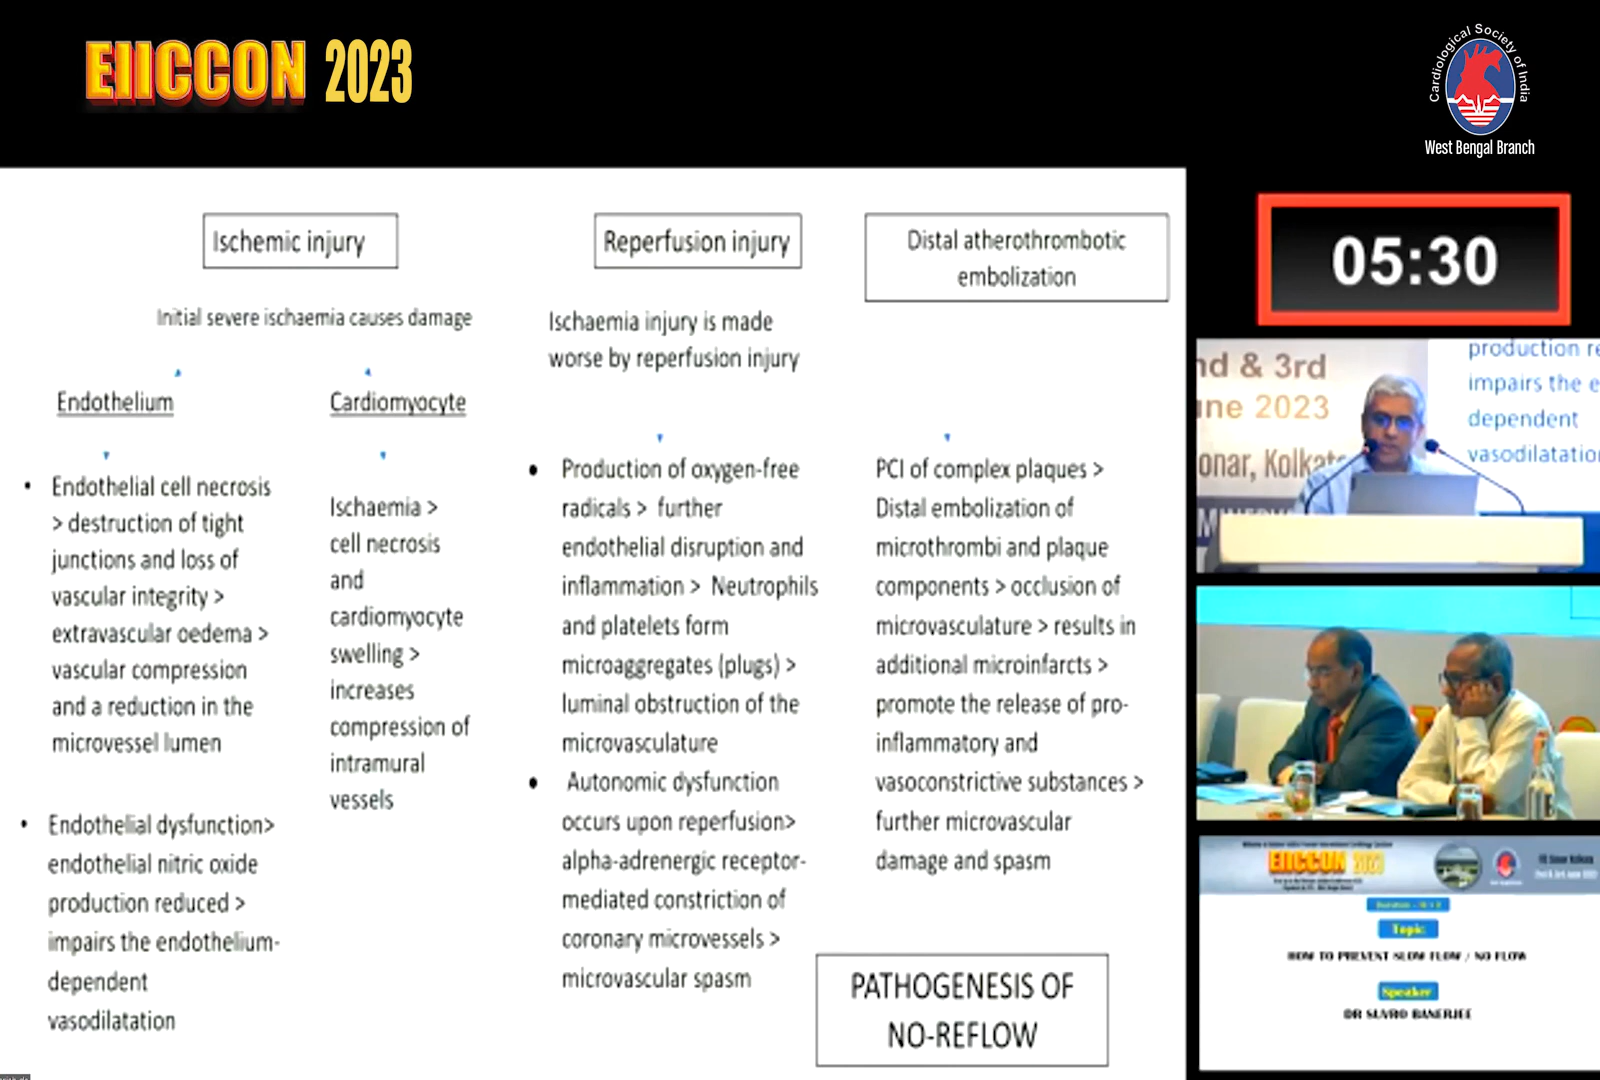 EIICCON 2023
Cardiological Society of India
West Bengal Branch
05:30
Ischemic injury
Initial severe ischaemia causes damage
Endothelium
Cardiomyocyte
• Endothelial cell necrosis
> destruction of tight
junctions and loss of
vascular integrity >
extravascular oedema >
vascular compression
and a reduction in the
microvessel lumen
• Endothelial dysfunction>
endothelial nitric oxide
production reduced >
impairs the endothelium-
dependent
vasodilatation
Ischaemia >
cell necrosis
and
cardiomyocyte
swelling >
increases
compression of
intramural
vessels
Reperfusion injury
Ischaemia injury is made
worse by reperfusion injury
• Production of oxygen-free
radicals > further
endothelial disruption and
inflammation > Neutrophils
and platelets form
microaggregates (plugs) >
luminal obstruction of the
microvasculature
• Autonomic dysfunction
occurs upon reperfusion>
alpha-adrenergic receptor-
mediated constriction of
coronary microvessels >
microvascular spasm
Distal atherothrombotic
embolization
PCI of complex plaques >
Distal embolization of
microthrombi and plaque
components > occlusion of
microvasculature > results in
additional microinfarcts >
promote the release of pro-
inflammatory and
vasoconstrictive substances >
further microvascular
damage and spasm
PATHOGENESIS OF
NO-REFLOW
nd & 3rd
une 2023
onar, Kolkat
production re
impairs the e
dependent
vasodilatatio
EIICCON 2023
Topic
HOW TO PREVENT SLOW FLOW / NO FLOW
Speaker
DR SUVRO BANERJEE